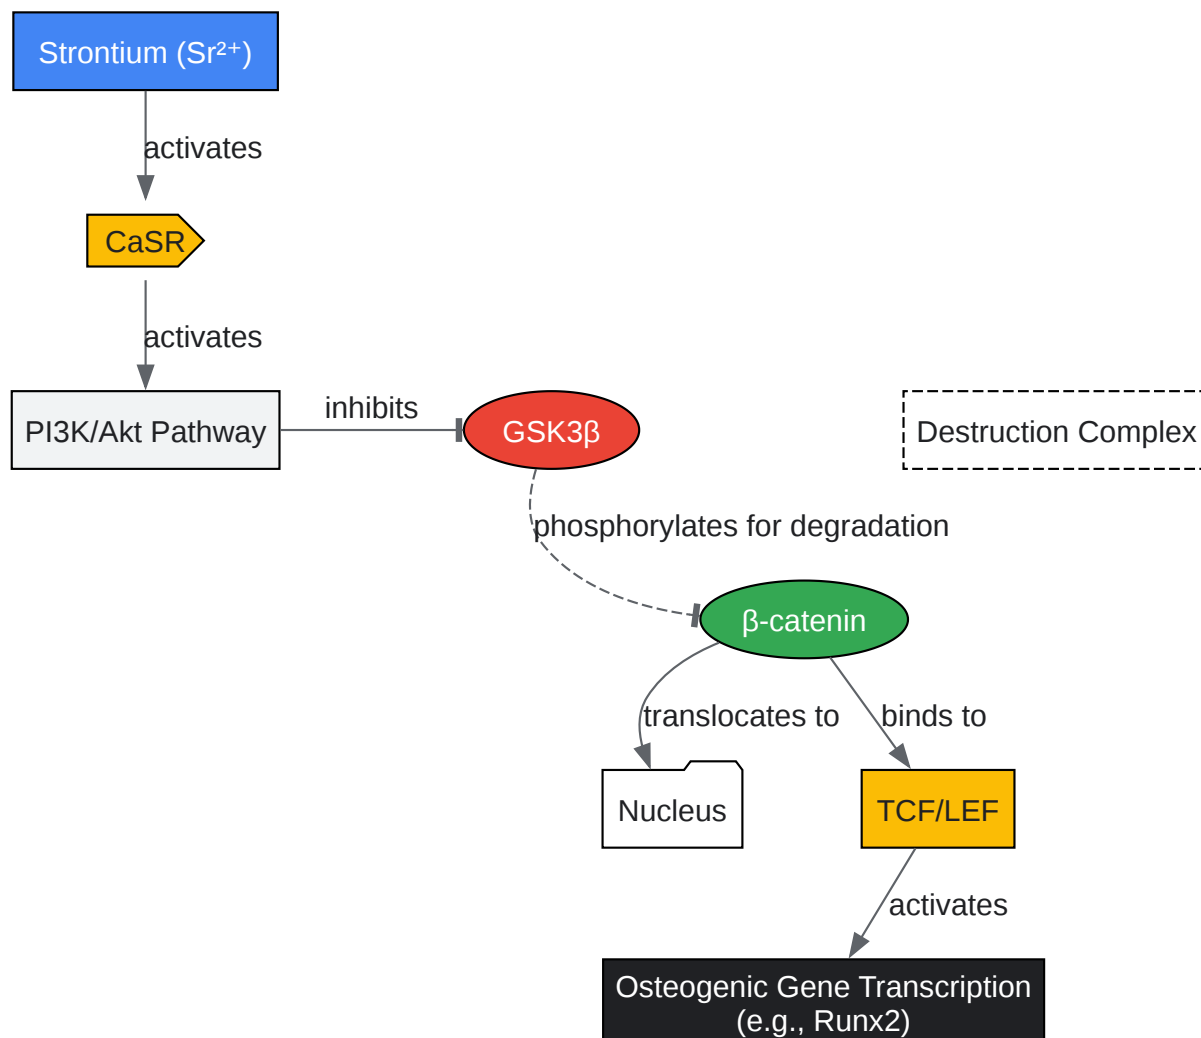 Strontium (Sr²⁺)
activates
CaSR
activates
PI3K/Akt Pathway
inhibits
GSK3β
Destruction Complex
phosphorylates for degradation
β-catenin
translocates to
binds to
Nucleus
TCF/LEF
activates
Osteogenic Gene Transcription
(e.g., Runx2)